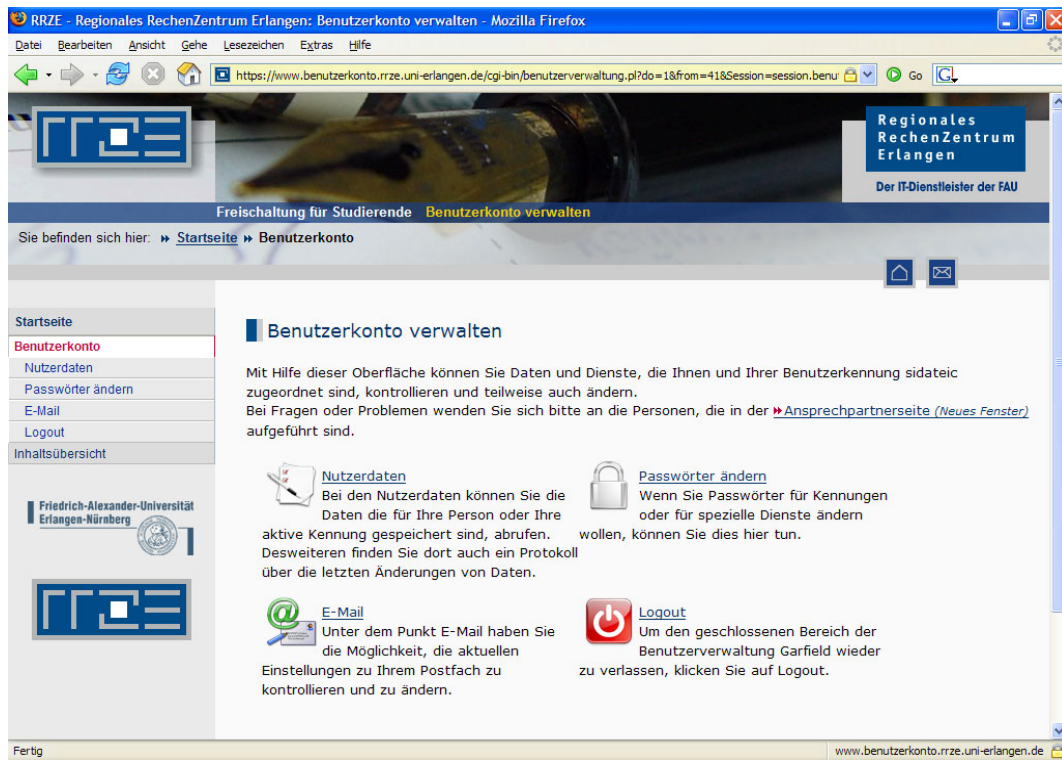 RRZE - Regionales RechenZentrum Erlangen: Benutzerkonto verwalten - Mozilla Firefox
Datei Bearbeiten Ansicht Gehe Lesezeichen Extras Hilfe
https://www.benutzerkonto.rrze.uni-erlangen.de/cgi-bin/benutzerverwaltung.pl?do=1&from=41&Session=session.benu
Go
RRZE
Regionales
RechenZentrum
Erlangen
Der IT-Dienstleister der FAU
Freischaltung für Studierende Benutzerkonto verwalten
Sie befinden sich hier: » Startseite » Benutzerkonto
Startseite
Benutzerkonto
Nutzerdaten
Passwörter ändern
E-Mail
Logout
Inhaltsübersicht
Friedrich-Alexander-Universität
Erlangen-Nürnberg
RRZE
Benutzerkonto verwalten
Mit Hilfe dieser Oberfläche können Sie Daten und Dienste, die Ihnen und Ihrer Benutzerkennung sidateic
zugeordnet sind, kontrollieren und teilweise auch ändern.
Bei Fragen oder Problemen wenden Sie sich bitte an die Personen, die in der »Ansprechpartnerseite (Neues Fenster)
aufgeführt sind.
Nutzerdaten
Bei den Nutzerdaten können Sie die
Daten die für Ihre Person oder Ihre
aktive Kennung gespeichert sind, abrufen.
Desweiteren finden Sie dort auch ein Protokoll
über die letzten Änderungen von Daten.
Passwörter ändern
Wenn Sie Passwörter für Kennungen
oder für spezielle Dienste ändern
wollen, können Sie dies hier tun.
E-Mail
Unter dem Punkt E-Mail haben Sie
die Möglichkeit, die aktuellen
Einstellungen zu Ihrem Postfach zu
kontrollieren und zu ändern.
Logout
Um den geschlossenen Bereich der
Benutzerverwaltung Garfield wieder
zu verlassen, klicken Sie auf Logout.
Fertig
www.benutzerkonto.rrze.uni-erlangen.de